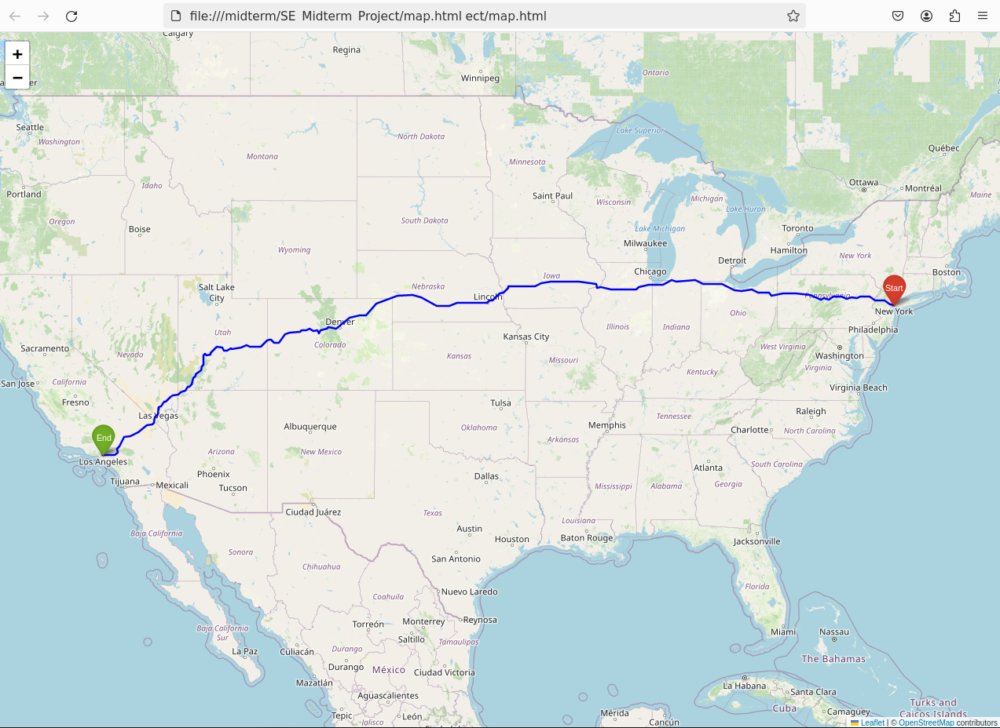 file:///midterm/SE_Midterm_Project/map.html ect/map.html
+
−
Calgary
Regina
Winnipeg
Ontario
Seattle
Washington
North Dakota
Lake Superior
Québec
Montana
Minnesota
Ottawa
Montréal
Portland
Idaho
Saint Paul
Wisconsin
Michigan
Maine
Oregon
South Dakota
Lake Huron
Boise
Lake Michigan
Toronto
Milwaukee
Hamilton
Wyoming
New York
Detroit
Chicago
Boston
Iowa
Salt Lake
City
Nebraska
Start
Lincoln
Pennsylvania
New York
Denver
Ohio
Utah
Illinois
Indiana
Philadelphia
Kansas City
Colorado
Sacramento
Nevada
Kansas
Missouri
West Virginia
Washington
Virginia
Kentucky
San Jose
California
Virginia Beach
Fresno
Tulsa
Las Vegas
Tennessee
Raleigh
Albuquerque
Oklahoma
Memphis
Charlotte
North Carolina
End
Arkansas
Arizona
New Mexico
Los Angeles
South Carolina
Atlanta
Phoenix
Dallas
Tijuana
Mexicali
Tucson
Mississippi
Alabama
Georgia
Ciudad Juárez
Texas
Louisiana
Baja California
Austin
Houston
Baton Rouge
Jacksonville
Sonora
San Antonio
Chihuahua
Florida
Nuevo Laredo
Coahuila
Monterrey
Reynosa
Torreón
Baja California
Sur
Miami
Nassau
Saltillo
Tamaulipas
La Paz
Culiacán
Durango
The Bahamas
Durango
México
Ciudad Victoria
Mazatlán
La Habana
Santa Clara
Aguascalientes
Turks and
Caicos Islands
Cuba
Camagüey
Tepic
León
Mérida
Jalisco
Cancún
Leaflet | © OpenStreetMap contributors